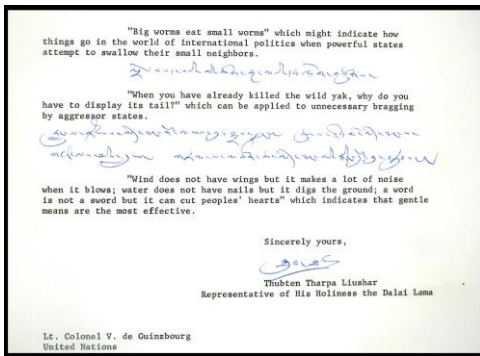 "Big worms eat small worms" which might indicate how
things go in the world of international politics when powerful states
attempt to swallow their small neighbors.
"When you have already killed the wild yak, why do you
have to display its tail?" which can be applied to unnecessary bragging
by aggressor states.
"Wind does not have wings but it makes a lot of noise
when it blows; water does not have nails but it digs the ground; a word
is not a sword but it can cut peoples' hearts" which indicates that gentle
means are the most effective.
Sincerely yours,
Thubten Tharpa Liushar
Representative of His Holiness the Dalai Lama
Lt. Colonel V. de Guinzbourg
United Nations